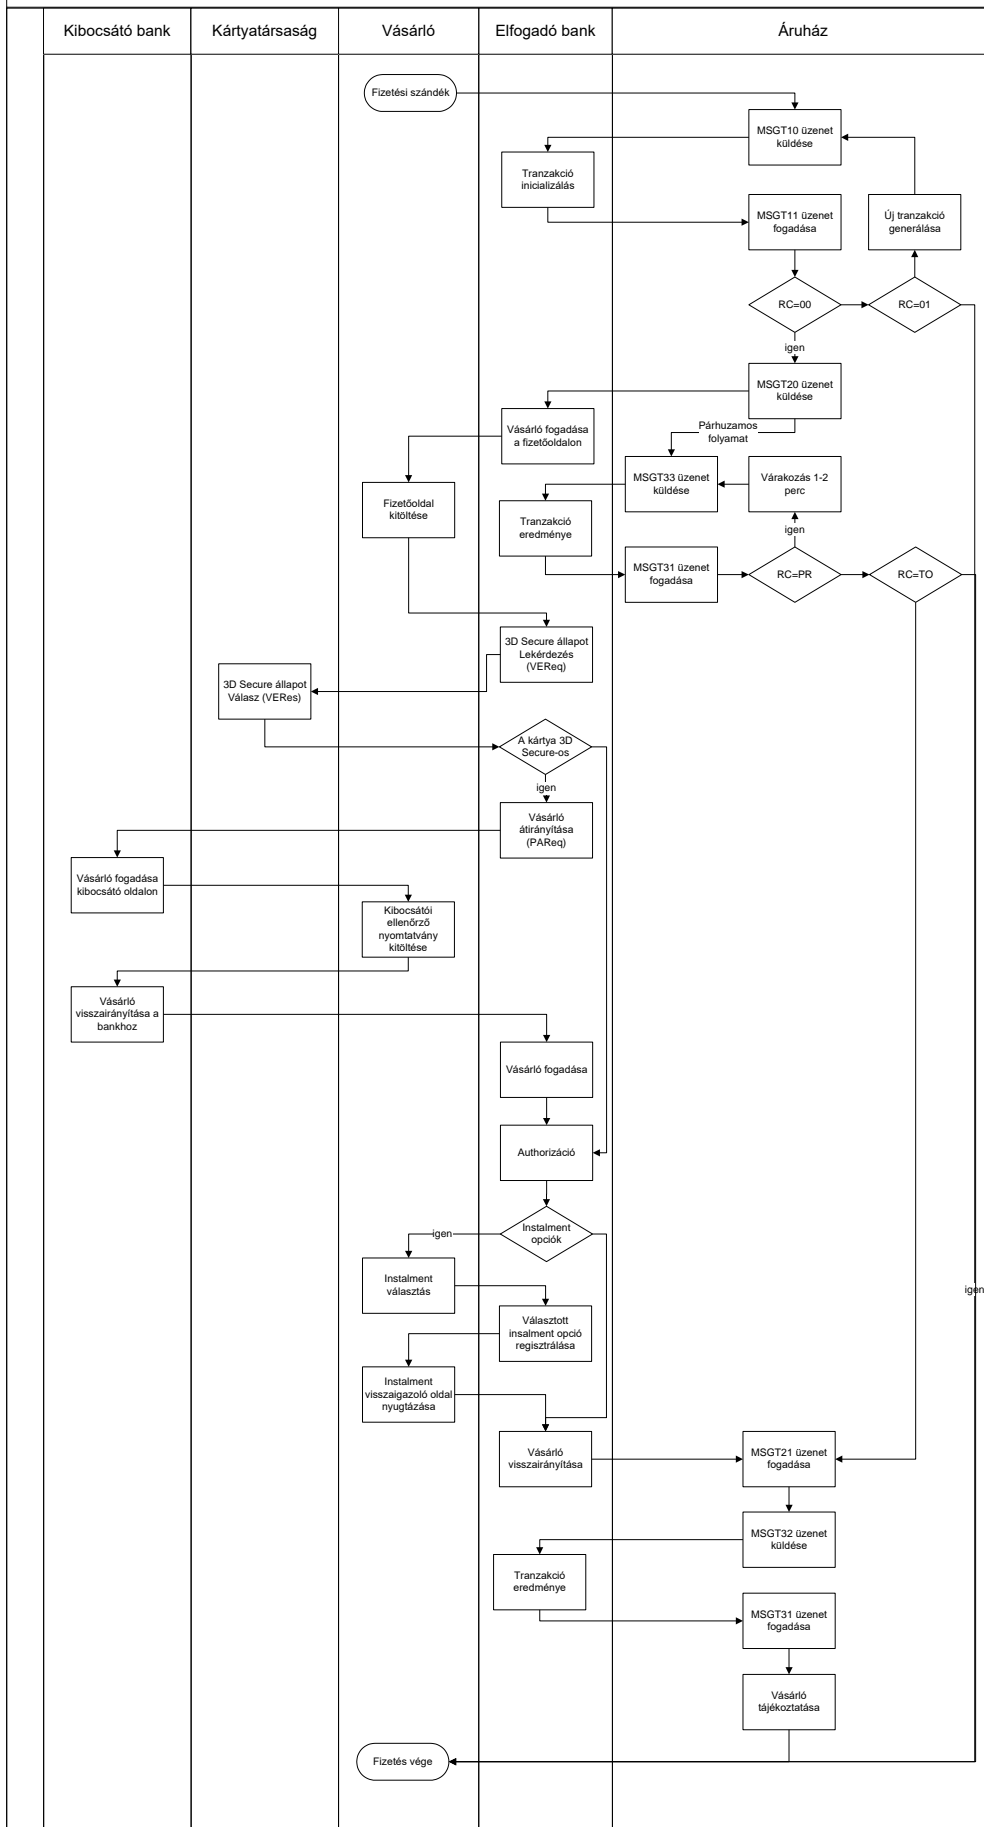 Kibocsátó bank
Kártyatársaság
Vásárló
Elfogadó bank
Áruház
Fizetési szándék
MSGT10 üzenet
küldése
Tranzakció
inicializálás
MSGT11 üzenet
fogadása
Új tranzakció
generálása
RC=00
RC=01
igen
MSGT20 üzenet
küldése
Vásárló fogadása
a fizetőoldalon
Párhuzamos
folyamat
MSGT33 üzenet
küldése
Várakozás 1-2
perc
Fizetőoldal
kitöltése
Tranzakció
eredménye
igen
MSGT31 üzenet
fogadása
RC=PR
RC=TO
3D Secure állapot
Lekérdezés
(VEReq)
3D Secure állapot
Válasz (VERes)
A kártya 3D
Secure-os
igen
Vásárló
átirányítása
(PAReq)
Vásárló fogadása
kibocsátó oldalon
Kibocsátói
ellenőrző
nyomtatvány
kitöltése
Vásárló
visszairányítása a
bankhoz
Vásárló fogadása
Authorizáció
Instalment
opciók
igen
Instalment
választás
igen
Választott
insalment opció
regisztrálása
Instalment
visszaigazoló oldal
nyugtázása
Vásárló
visszairányítása
MSGT21 üzenet
fogadása
MSGT32 üzenet
küldése
Tranzakció
eredménye
MSGT31 üzenet
fogadása
Vásárló
tájékoztatása
Fizetés vége